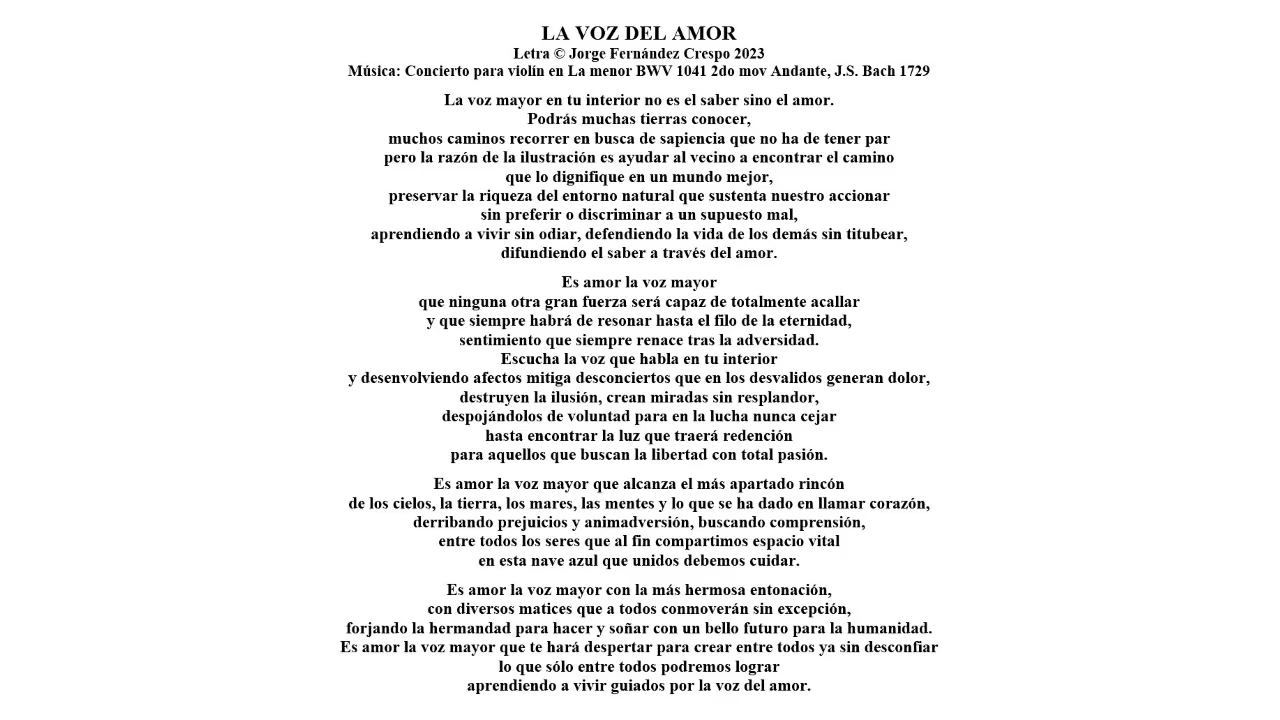 LA VOZ DEL AMOR
Letra © Jorge Fernández Crespo 2023
Música: Concierto para violín en La menor BWV 1041 2do mov Andante, J.S. Bach 1729
La voz mayor en tu interior no es el saber sino el amor.
Podrás muchas tierras conocer,
muchos caminos recorrer en busca de sapiencia que no ha de tener par
pero la razón de la ilustración es ayudar al vecino a encontrar el camino
que lo dignifique en un mundo mejor,
preservar la riqueza del entorno natural que sustenta nuestro accionar
sin preferir o discriminar a un supuesto mal,
aprendiendo a vivir sin odiar, defendiendo la vida de los demás sin titubear,
difundiendo el saber a través del amor.
Es amor la voz mayor
que ninguna otra gran fuerza será capaz de totalmente acallar
y que siempre habrá de resonar hasta el filo de la eternidad,
sentimiento que siempre renace tras la adversidad.
Escucha la voz que habla en tu interior
y desenvolviendo afectos mitiga desconciertos que en los desvalidos generan dolor,
destruyen la ilusión, crean miradas sin resplandor,
despojándolos de voluntad para en la lucha nunca cejar
hasta encontrar la luz que traerá redención
para aquellos que buscan la libertad con total pasión.
Es amor la voz mayor que alcanza el más apartado rincón
de los cielos, la tierra, los mares, las mentes y lo que se ha dado en llamar corazón,
derribando prejuicios y animadversión, buscando comprensión,
entre todos los seres que al fin compartimos espacio vital
en esta nave azul que unidos debemos cuidar.
Es amor la voz mayor con la más hermosa entonación,
con diversos matices que a todos conmoverán sin excepción,
forjando la hermandad para hacer y soñar con un bello futuro para la humanidad.
Es amor la voz mayor que te hará despertar para crear entre todos ya sin desconfiar
lo que sólo entre todos podremos lograr
aprendiendo a vivir guiados por la voz del amor.